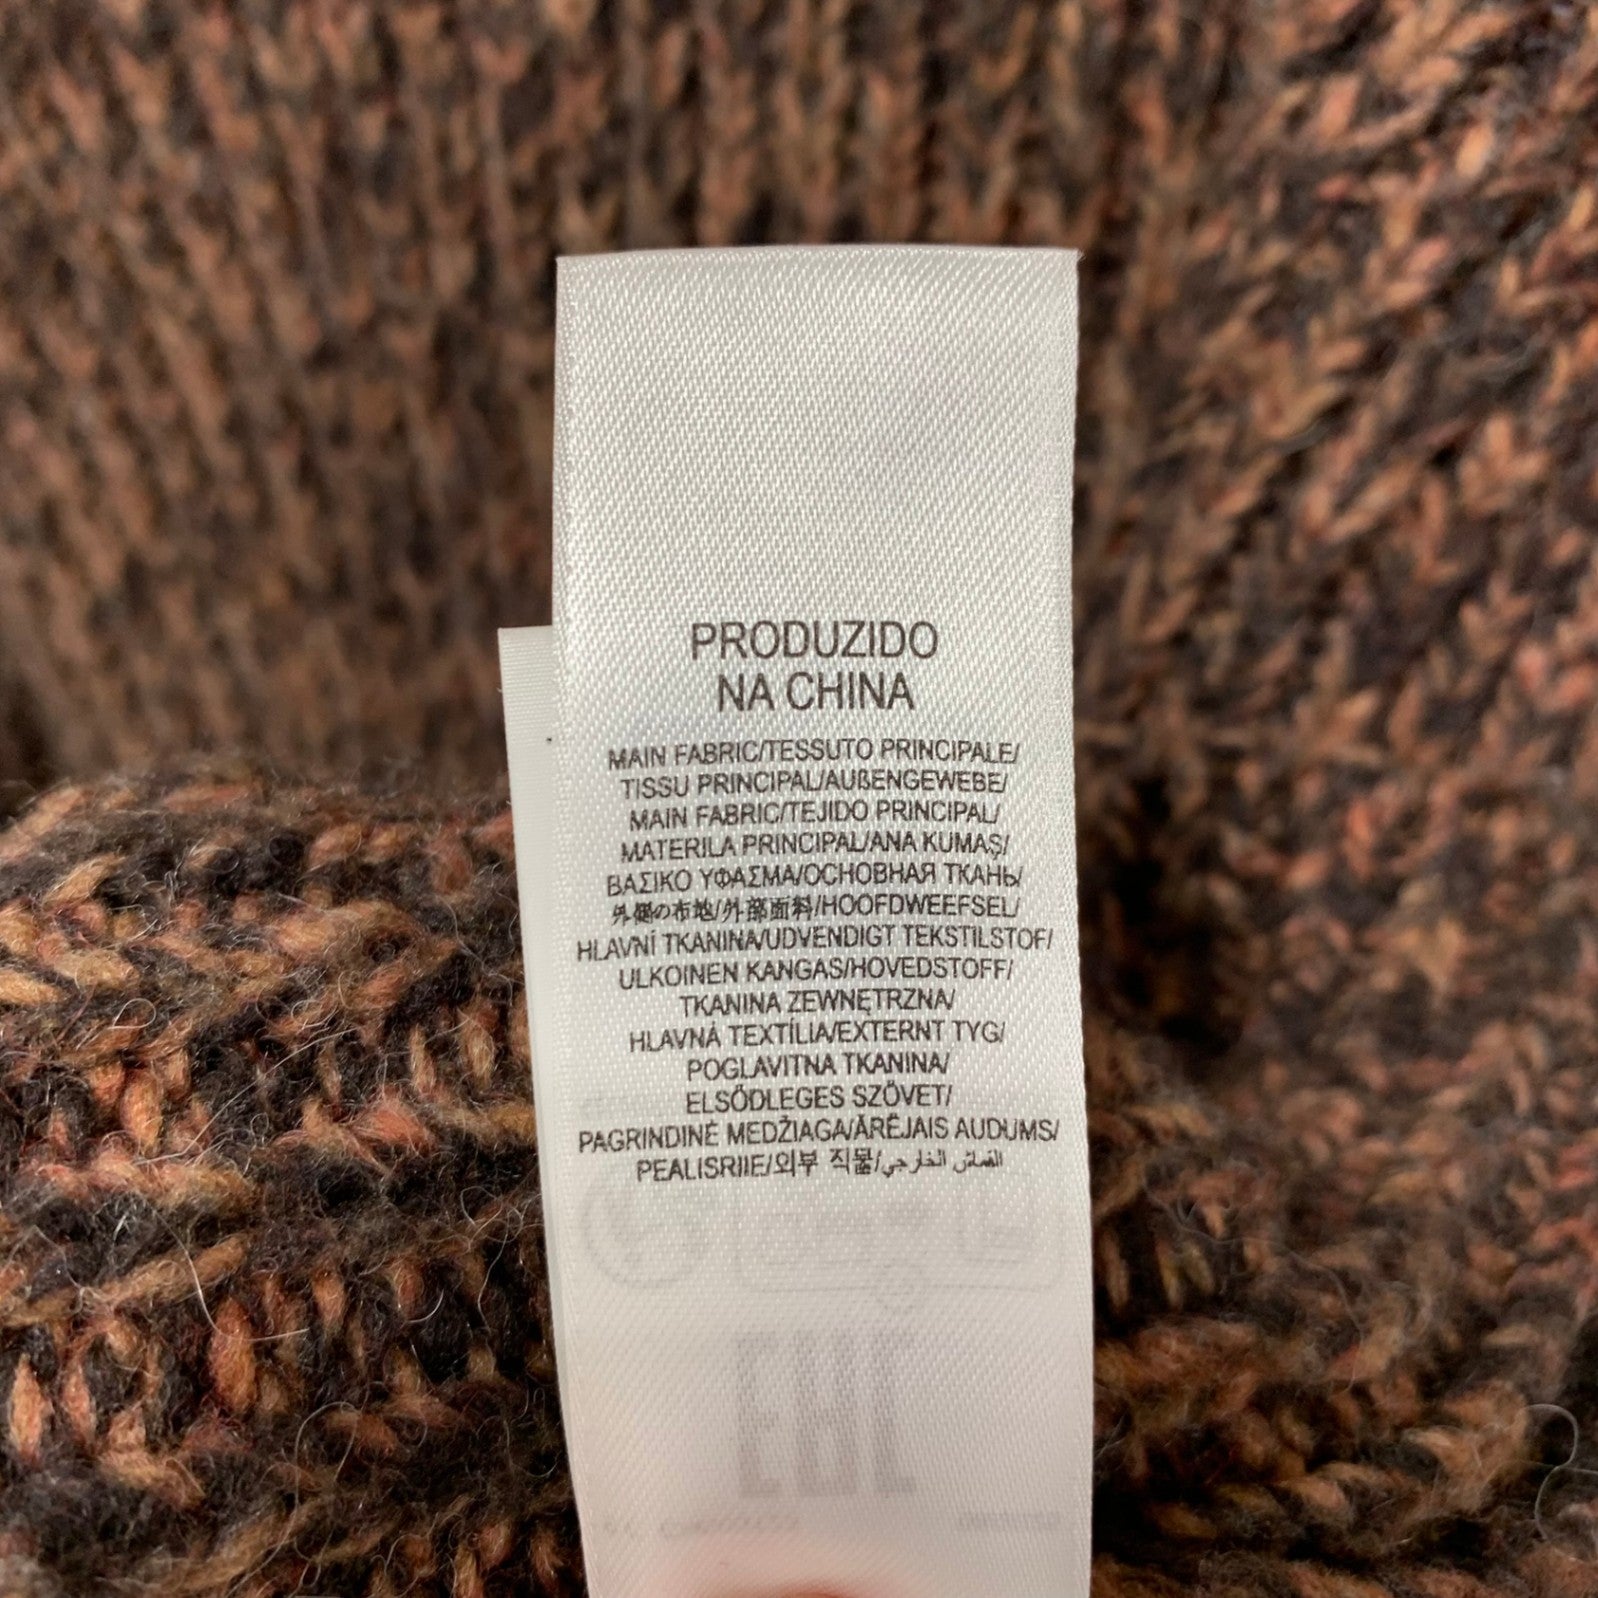 PRODUZIDO
NA CHINA
MAIN FABRIC/TESSUTO PRINCIPALE/
TISSU PRINCIPAL/AUßENGEWEBE/
MAIN FABRIC/TEJIDO PRINCIPAL/
MATERILA PRINCIPAL/ANA KUMAŞ/
ΒΑΣΙΚΟ ΥΦΑΣΜΑ/ОСНОВНАЯ ТКАНЬ/
外側の布地/外部面料/HOOFDWEEFSEL/
HLAVNÍ TKANINA/UDVENDIGT TEKSTILSTOF/
ULKOINEN KANGAS/HOVEDSTOFF/
TKANINA ZEWNĘTRZNA/
HLAVNÁ TEXTÍLIA/EXTERNT TYG/
POGLAVITNA TKANINA/
ELSŐDLEGES SZÖVET/
PAGRINDINĖ MEDŽIAGA/ĀRĒJAIS AUDUMS/
PEALISRIIE/외부 직물/القماش الخارجي